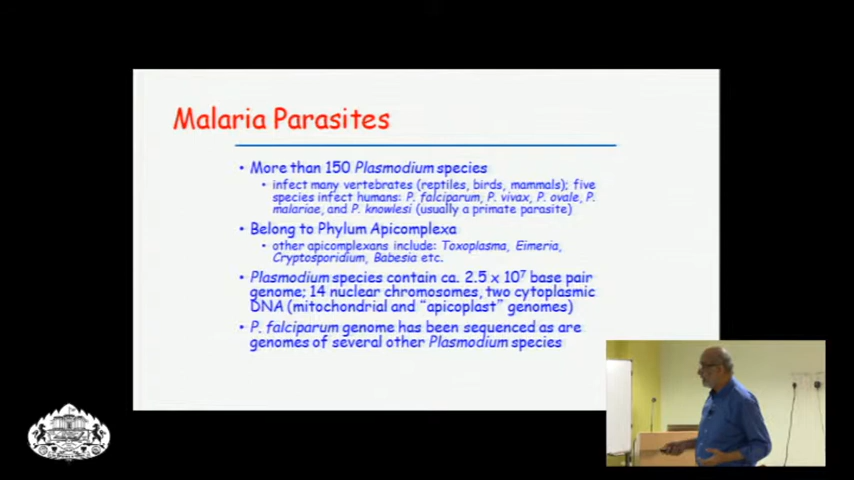 Malaria Parasites
• More than 150 Plasmodium species
• infect many vertebrates (reptiles, birds, mammals); five
species infect humans: P. falciparum, P. vivax, P. ovale, P.
malariae, and P. knowlesi (usually a primate parasite)
• Belong to Phylum Apicomplexa
• other apicomplexans include: Toxoplasma, Eimeria,
Cryptosporidium, Babesia etc.
• Plasmodium species contain ca. 2.5 x 10⁷ base pair
genome; 14 nuclear chromosomes, two cytoplasmic
DNA (mitochondrial and “apicoplast” genomes)
• P. falciparum genome has been sequenced as are
genomes of several other Plasmodium species